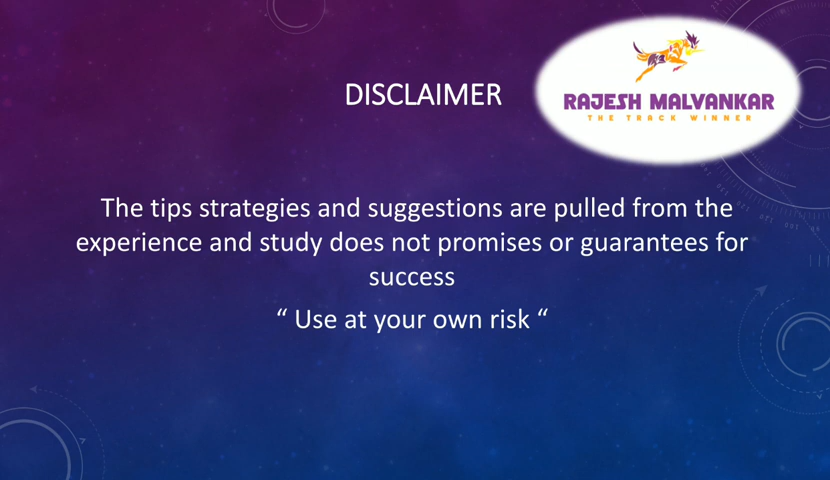 DISCLAIMER
RAJESH MALVANKAR
THE TRACK WINNER
The tips strategies and suggestions are pulled from the
experience and study does not promises or guarantees for
success
“ Use at your own risk “